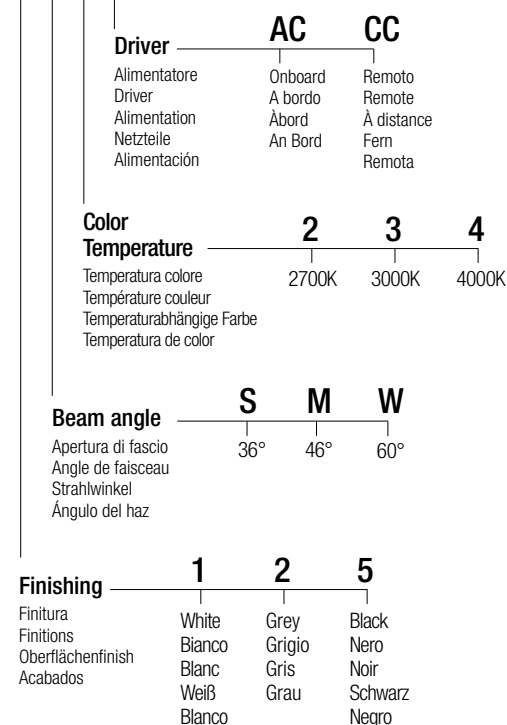 AC CC
Driver
Alimentatore Onboard Remoto
Driver A bordo Remote
Alimentation Àbord À distance
Netzteile An Bord Fern
Alimentación Remota
Color
Temperature 2 3 4
Temperatura colore 2700K 3000K 4000K
Température couleur
Temperaturabhängige Farbe
Temperatura de color
S M W
Beam angle
Apertura di fascio 36° 46° 60°
Angle de faisceau
Strahlwinkel
Ángulo del haz
1 2 5
Finishing
Finitura White Grey Black
Finitions Bianco Grigio Nero
Oberflächenfinish Blanc Gris Noir
Acabados Weiß Grau Schwarz
Blanco Negro